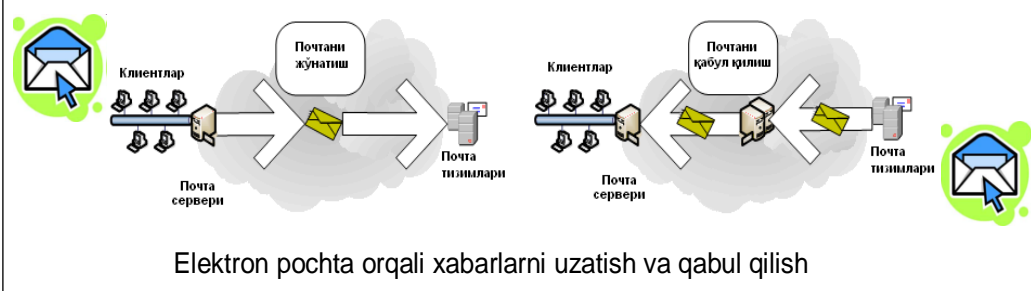 Почтани
жўнатиш
Клиентлар
Почта
сервери
Почта
тизимлари
Почтани
қабул қилиш
Клиентлар
Почта
сервери
Почта
тизимлари
Elektron pochta orqali xabarlarni uzatish va qabul qilish